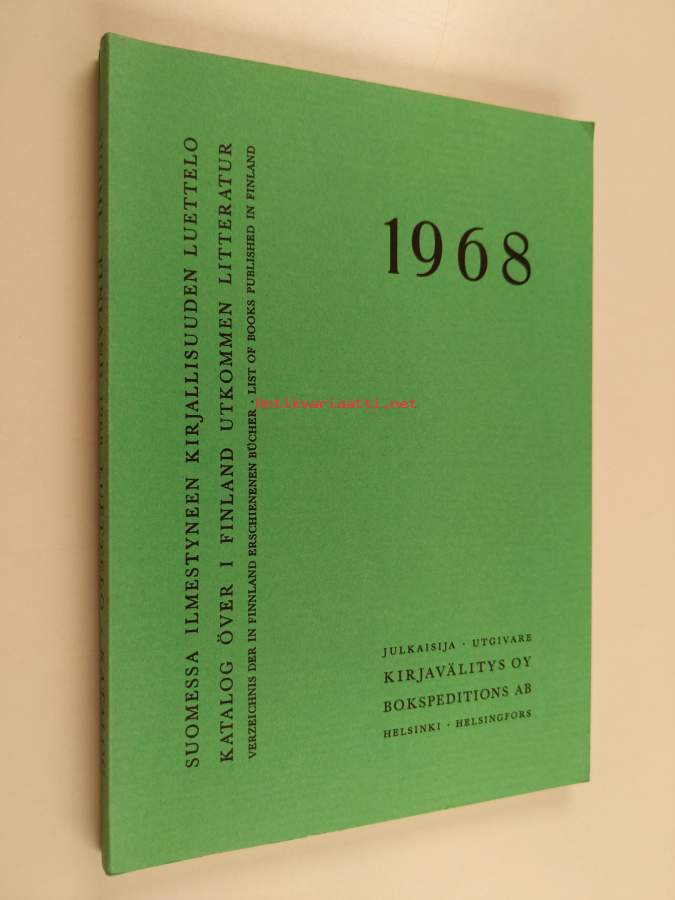 SUOMESSA ILMESTYNEEN KIRJALLISUUDEN LUETTELO
KATALOG ÖVER I FINLAND UTKOMMEN LITTERATUR
VERZEICHNIS DER IN FINNLAND ERSCHIENENEN BÜCHER · LIST OF BOOKS PUBLISHED IN FINLAND
1968
Antikvariaatti.net
JULKAISIJA · UTGIVARE
KIRJAVÄLITYS OY
BOKSPEDITIONS AB
HELSINKI · HELSINGFORS